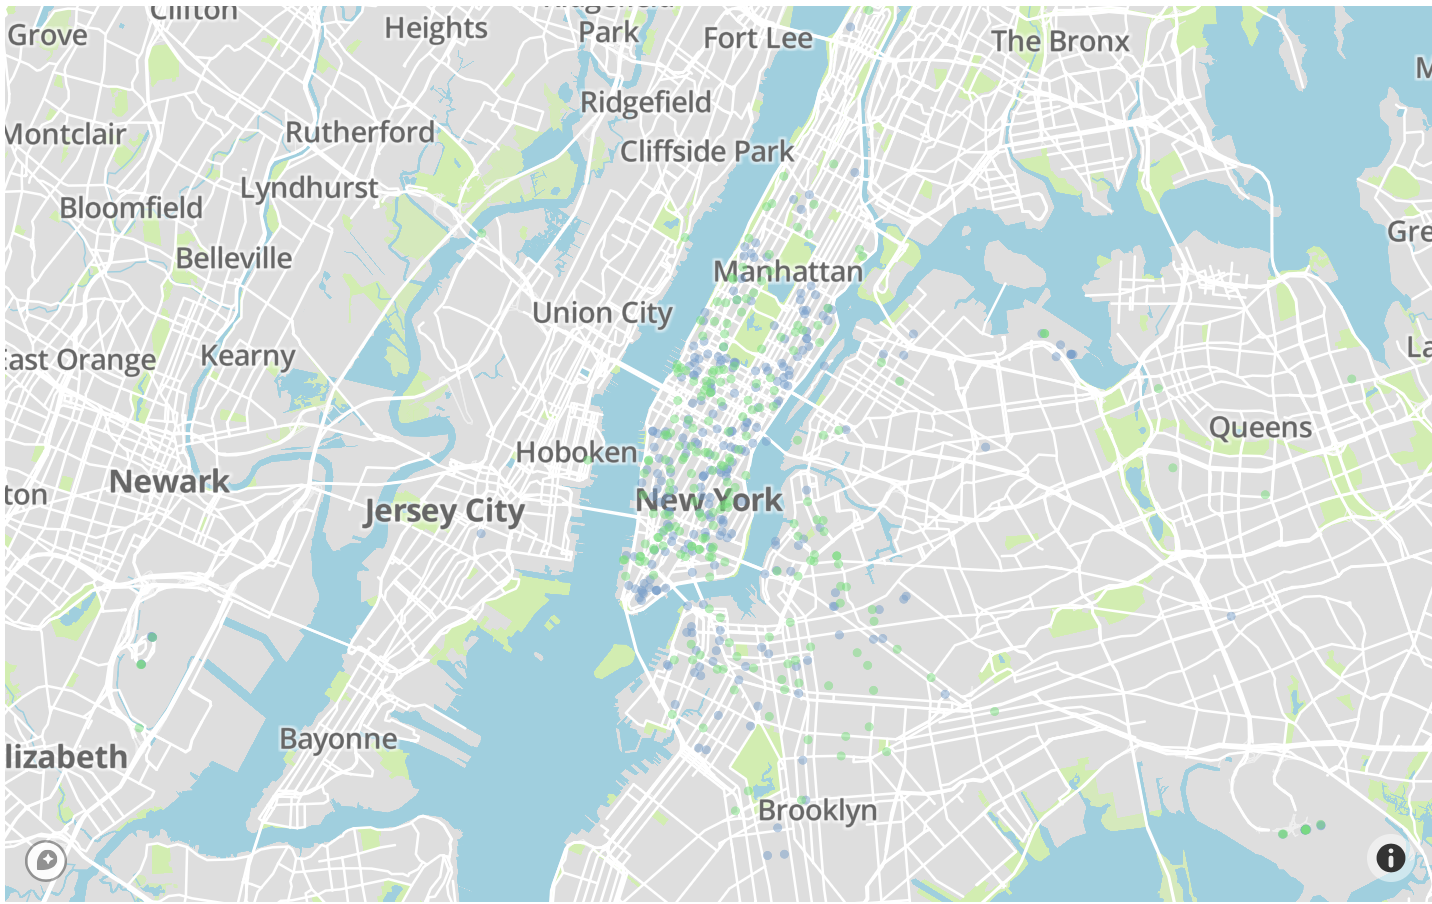 Clifton
Ridgefield
Park
Grove
Heights
Fort Lee
The Bronx
M
Ridgefield
Montclair
Rutherford
Cliffside Park
Lyndhurst
Bloomfield
Gre
Belleville
Manhattan
Union City
East Orange
Kearny
La
Queens
Hoboken
Newark
ton
New York
Jersey City
Bayonne
lizabeth
Brooklyn
i